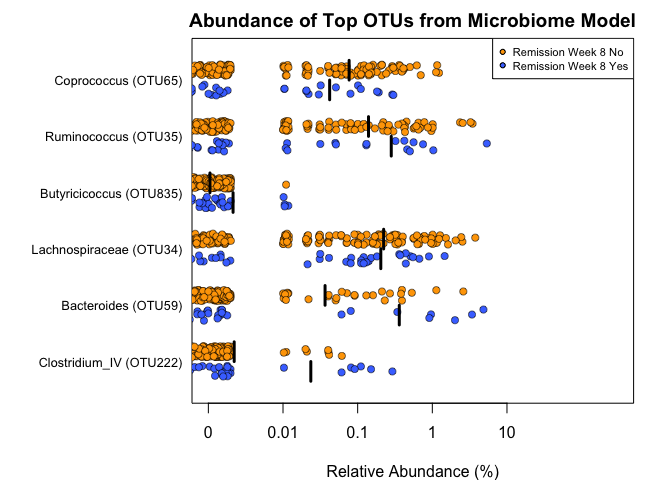 Abundance of Top OTUs from Microbiome Model
Remission Week 8 No
Remission Week 8 Yes
Coprococcus (OTU65)
Ruminococcus (OTU35)
Butyricicoccus (OTU835)
Lachnospiraceae (OTU34)
Bacteroides (OTU59)
Clostridium_IV (OTU222)
0 0.01 0.1 1 10
Relative Abundance (%)